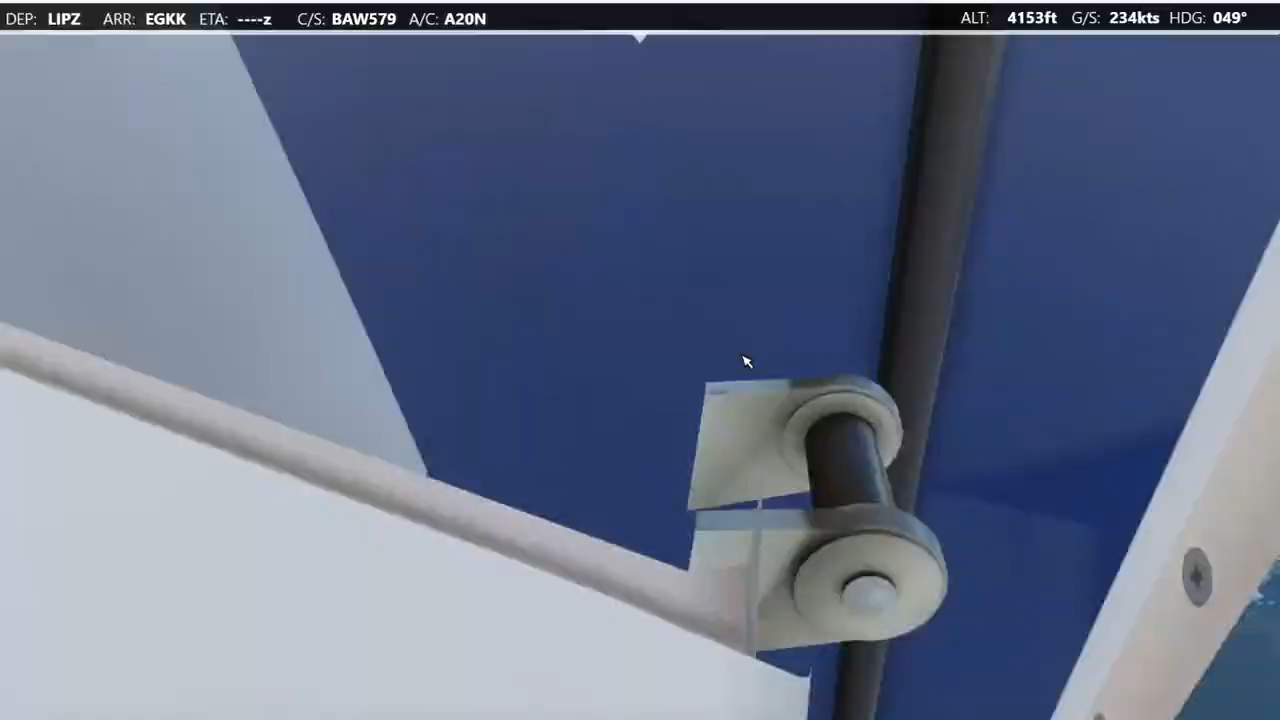 DEP: LIPZ ARR: EGKK ETA: ----z C/S: BAW579 A/C: A20N ALT: 4153ft G/S: 234kts HDG: 049°